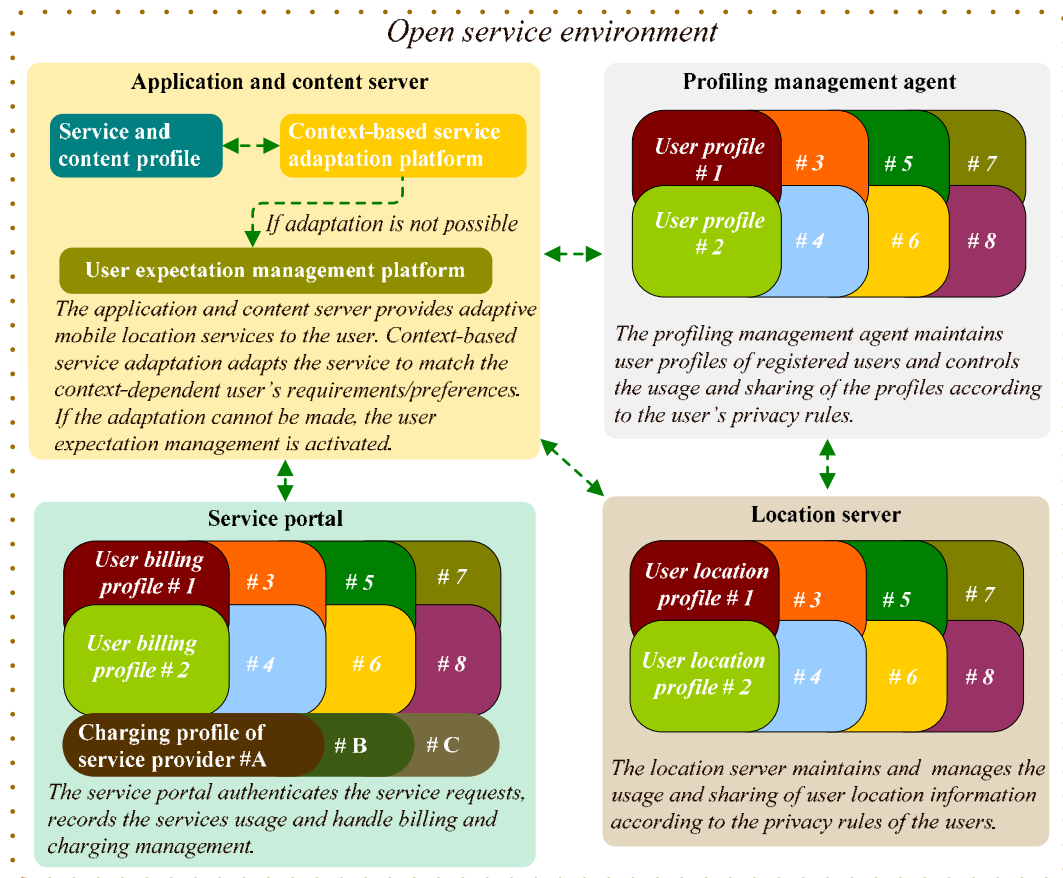 Open service environment
Application and content server
Service and
content profile
Context-based service
adaptation platform
If adaptation is not possible
User expectation management platform
The application and content server provides adaptive
mobile location services to the user. Context-based
service adaptation adapts the service to match the
context-dependent user's requirements/preferences.
If the adaptation cannot be made, the user
expectation management is activated.
Profiling management agent
User profile
# 1
# 3
# 5
# 7
User profile
# 2
# 4
# 6
# 8
The profiling management agent maintains
user profiles of registered users and controls
the usage and sharing of the profiles according
to the user's privacy rules.
Service portal
User billing
profile # 1
# 3
# 5
# 7
User billing
profile # 2
# 4
# 6
# 8
Charging profile of
service provider #A
# B
# C
The service portal authenticates the service requests,
records the services usage and handle billing and
charging management.
Location server
User location
profile # 1
# 3
# 5
# 7
User location
profile # 2
# 4
# 6
# 8
The location server maintains and manages the
usage and sharing of user location information
according to the privacy rules of the users.